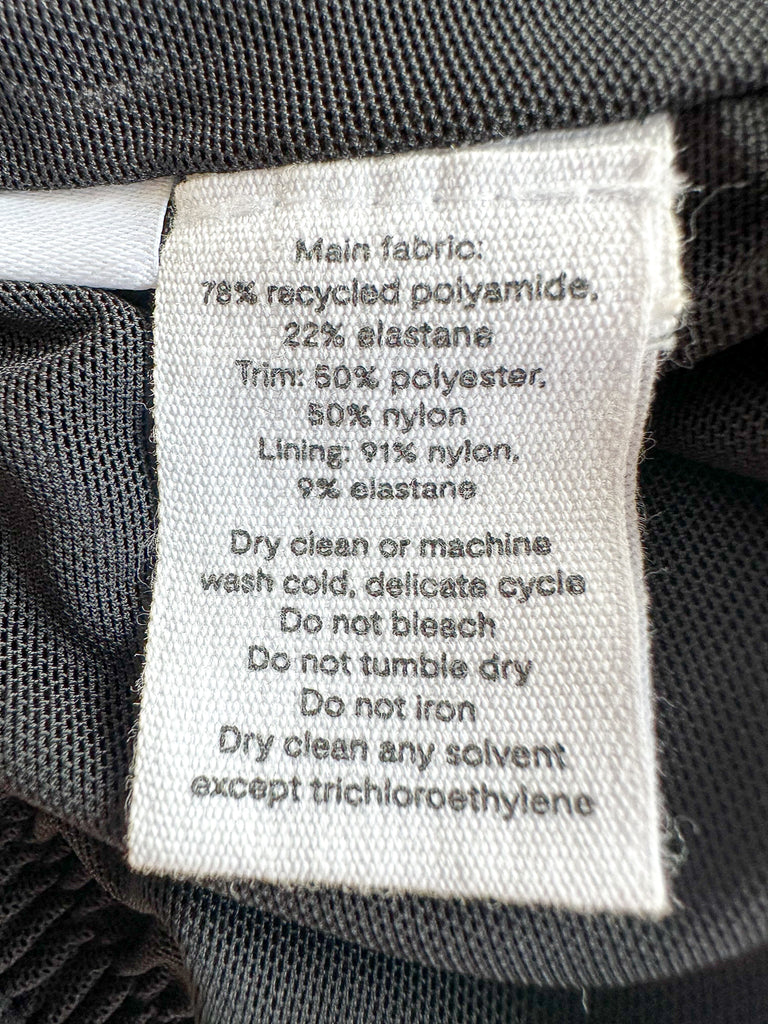 Main fabric:
78% recycled polyamide,
22% elastane
Trim: 50% polyester,
50% nylon
Lining: 91% nylon,
9% elastane
Dry clean or machine
wash cold, delicate cycle
Do not bleach
Do not tumble dry
Do not iron
Dry clean any solvent
except trichloroethylene